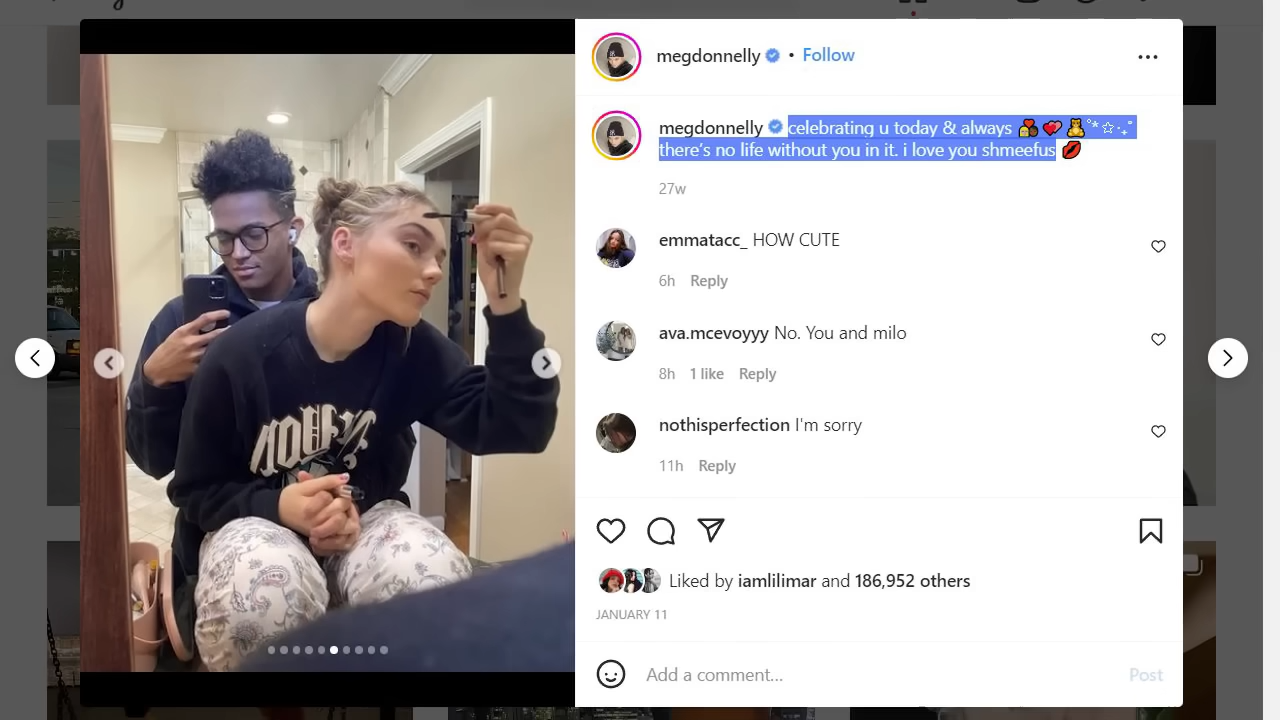 megdonnelly • Follow
megdonnelly celebrating u today & always 💏💞🧸˚*☆·˖˚
there's no life without you in it. i love you shmeefus 💋
27w
emmatacc_ HOW CUTE
6h Reply
ava.mcevoyyy No. You and milo
8h 1 like Reply
nothisperfection I'm sorry
11h Reply
Liked by iamlilimar and 186,952 others
JANUARY 11
Add a comment...
Post